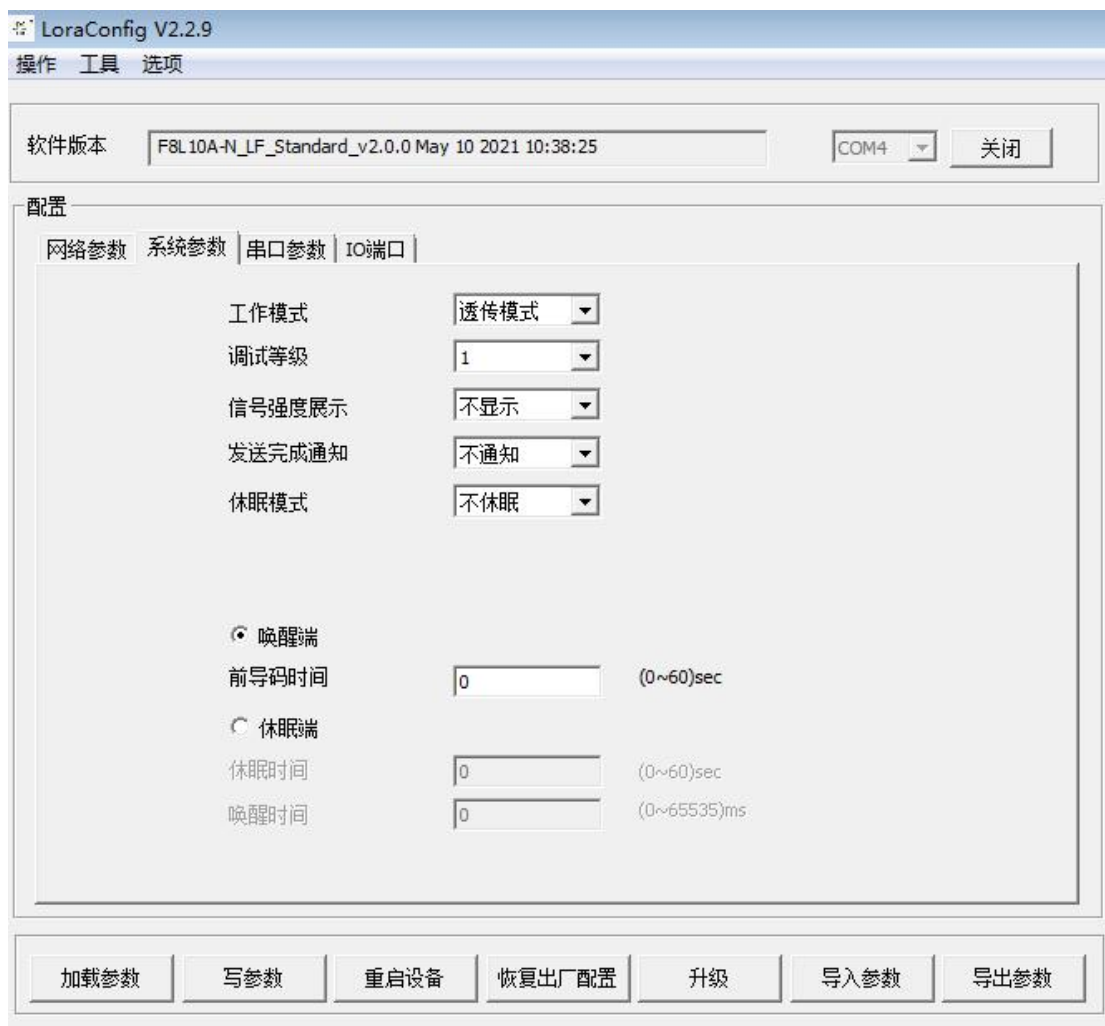 LoraConfig V2.2.9
操作 工具 选项
软件版本 F8L10A-N_LF_Standard_v2.0.0 May 10 2021 10:38:25 COM4 关闭
配置
网络参数 系统参数 串口参数 IO端口
工作模式 透传模式
调试等级 1
信号强度展示 不显示
发送完成通知 不通知
休眠模式 不休眠
唤醒端
前导码时间 0 (0~60)sec
休眠端
休眠时间 0 (0~60)sec
唤醒时间 0 (0~65535)ms
加载参数 写参数 重启设备 恢复出厂配置 升级 导入参数 导出参数